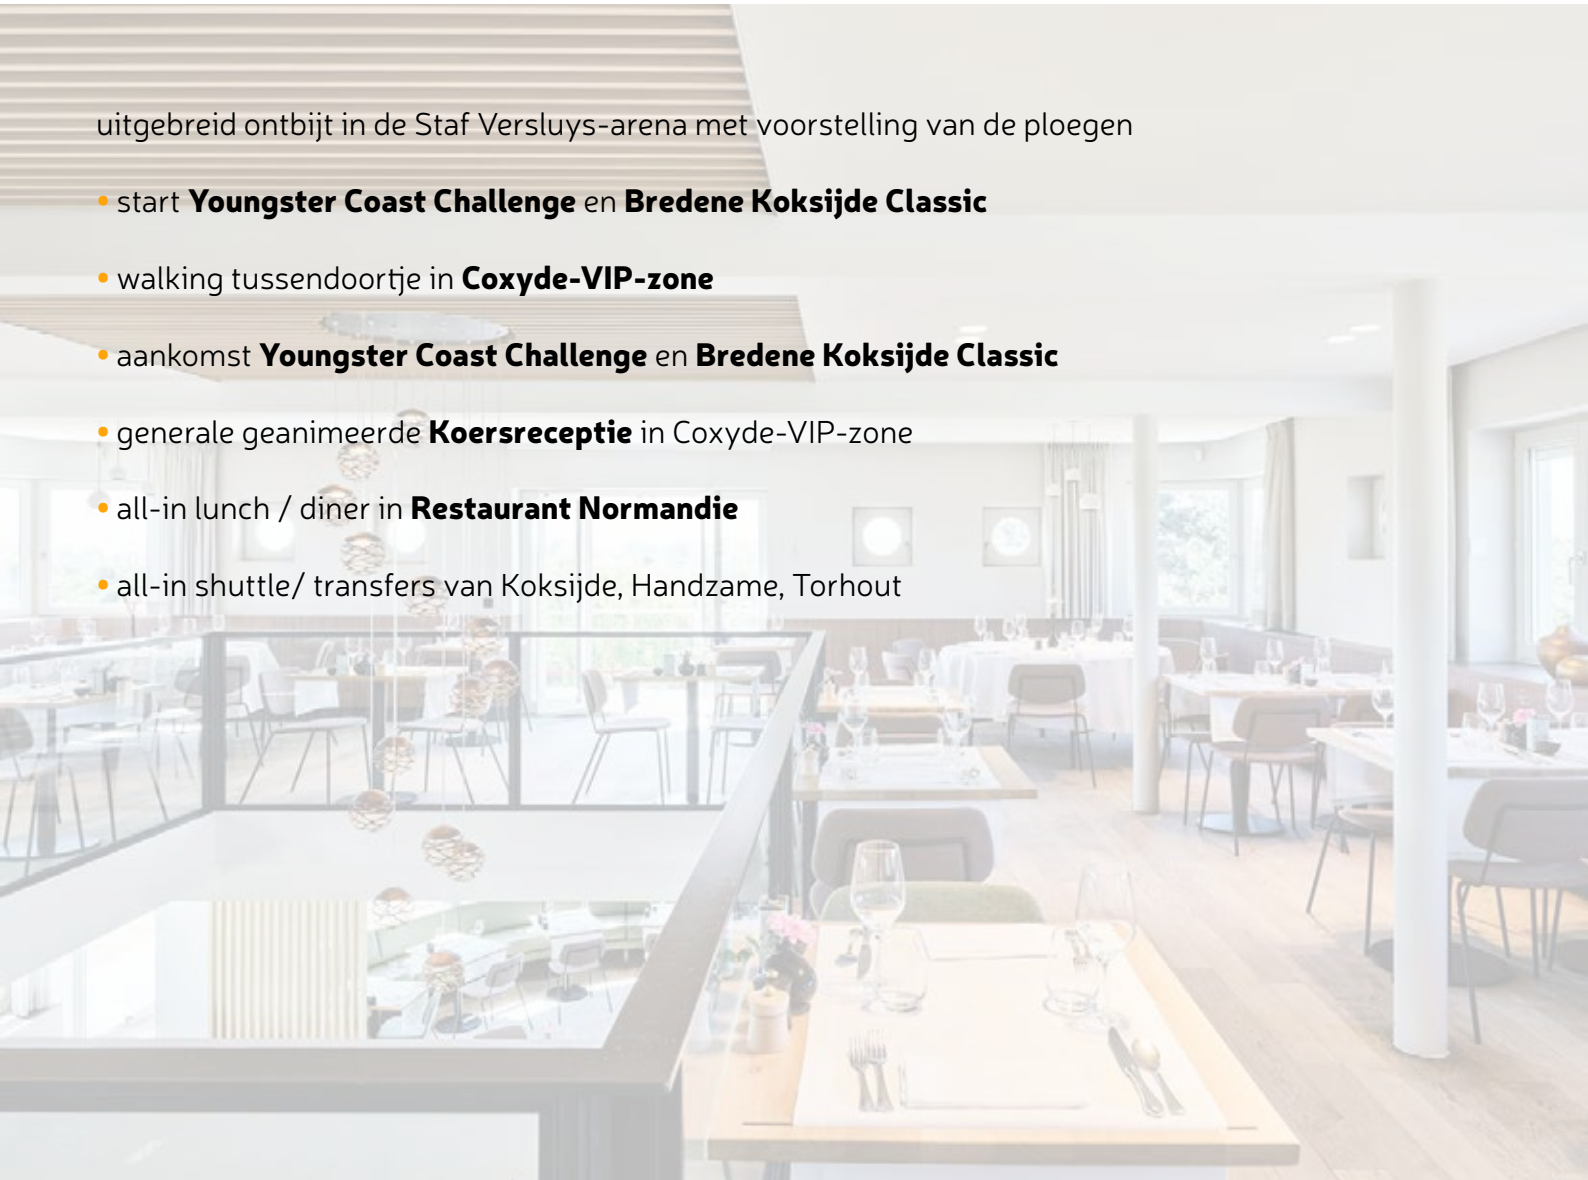 uitgebreid ontbijt in de Staf Versluys-arena met voorstelling van de ploegen
• start Youngster Coast Challenge en Bredene Koksijde Classic
• walking tussendoortje in Coxyde-VIP-zone
• aankomst Youngster Coast Challenge en Bredene Koksijde Classic
• generale geanimeerde Koersreceptie in Coxyde-VIP-zone
• all-in lunch / diner in Restaurant Normandie
• all-in shuttle/ transfers van Koksijde, Handzame, Torhout